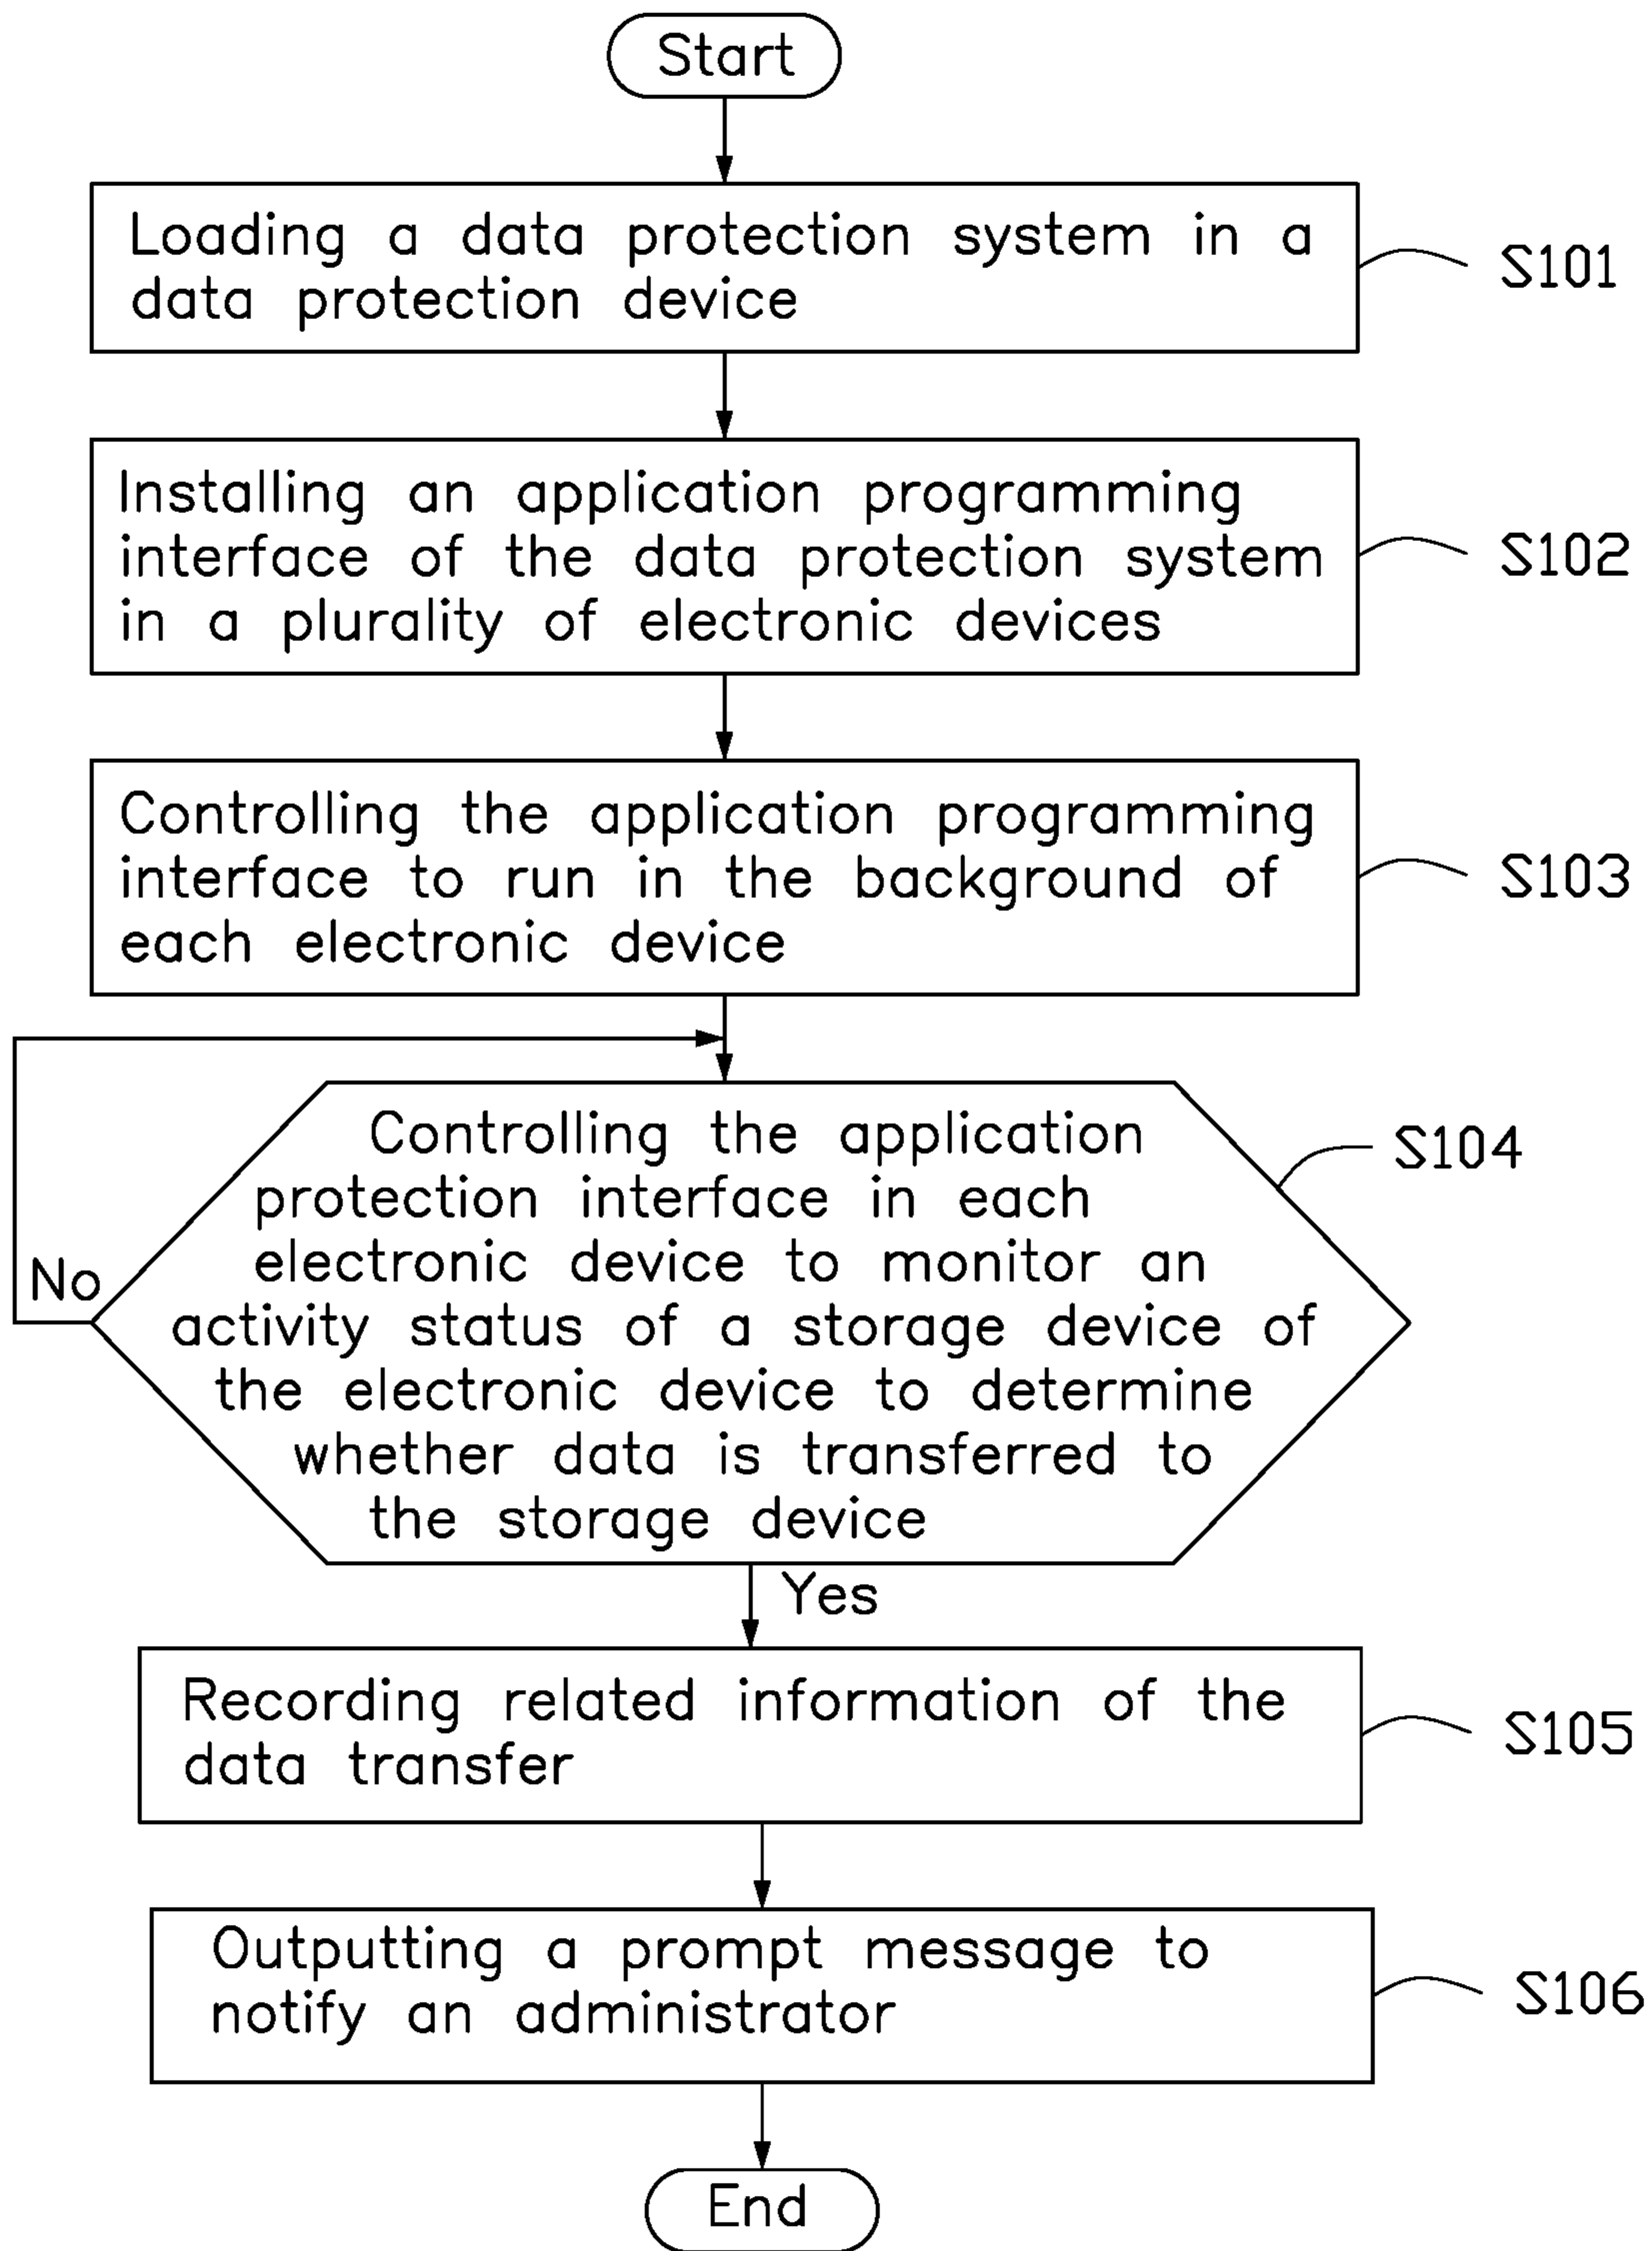 Start
Loading a data protection system in a
data protection device
S101
Installing an application programming
interface of the data protection system
in a plurality of electronic devices
S102
Controlling the application programming
interface to run in the background of
each electronic device
S103
Controlling the application
protection interface in each
electronic device to monitor an
activity status of a storage device of
the electronic device to determine
whether data is transferred to
the storage device
S104
No
Yes
Recording related information of the
data transfer
S105
Outputting a prompt message to
notify an administrator
S106
End